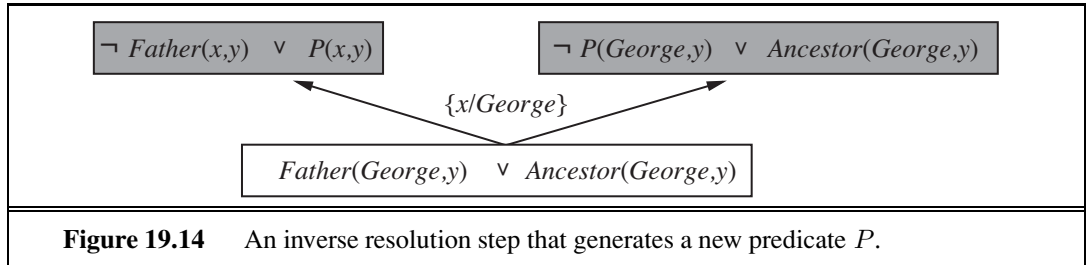 ¬ Father(x,y) ∨ P(x,y) ¬ P(George,y) ∨ Ancestor(George,y)
{x/George}
Father(George,y) ∨ Ancestor(George,y)
Figure 19.14 An inverse resolution step that generates a new predicate P.